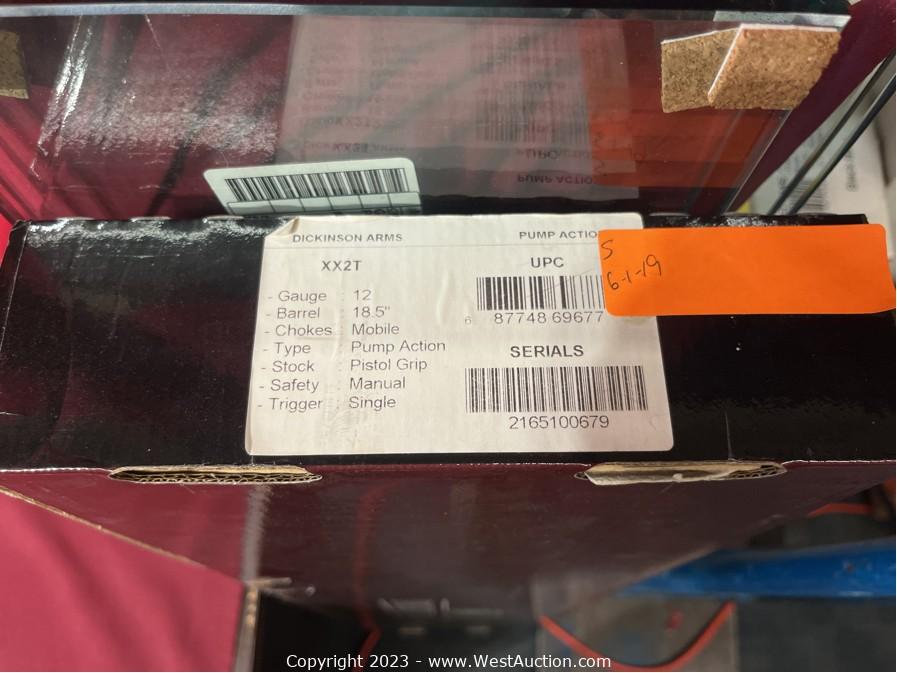 DICKINSON ARMS PUMP ACTIO
XX2T UPC
- Gauge : 12
- Barrel : 18.5"
- Chokes : Mobile
- Type : Pump Action
- Stock : Pistol Grip
- Safety : Manual
- Trigger : Single
6 87748 69677
SERIALS
2165100679
S
6-1-19
Copyright 2023 - www.WestAuction.com